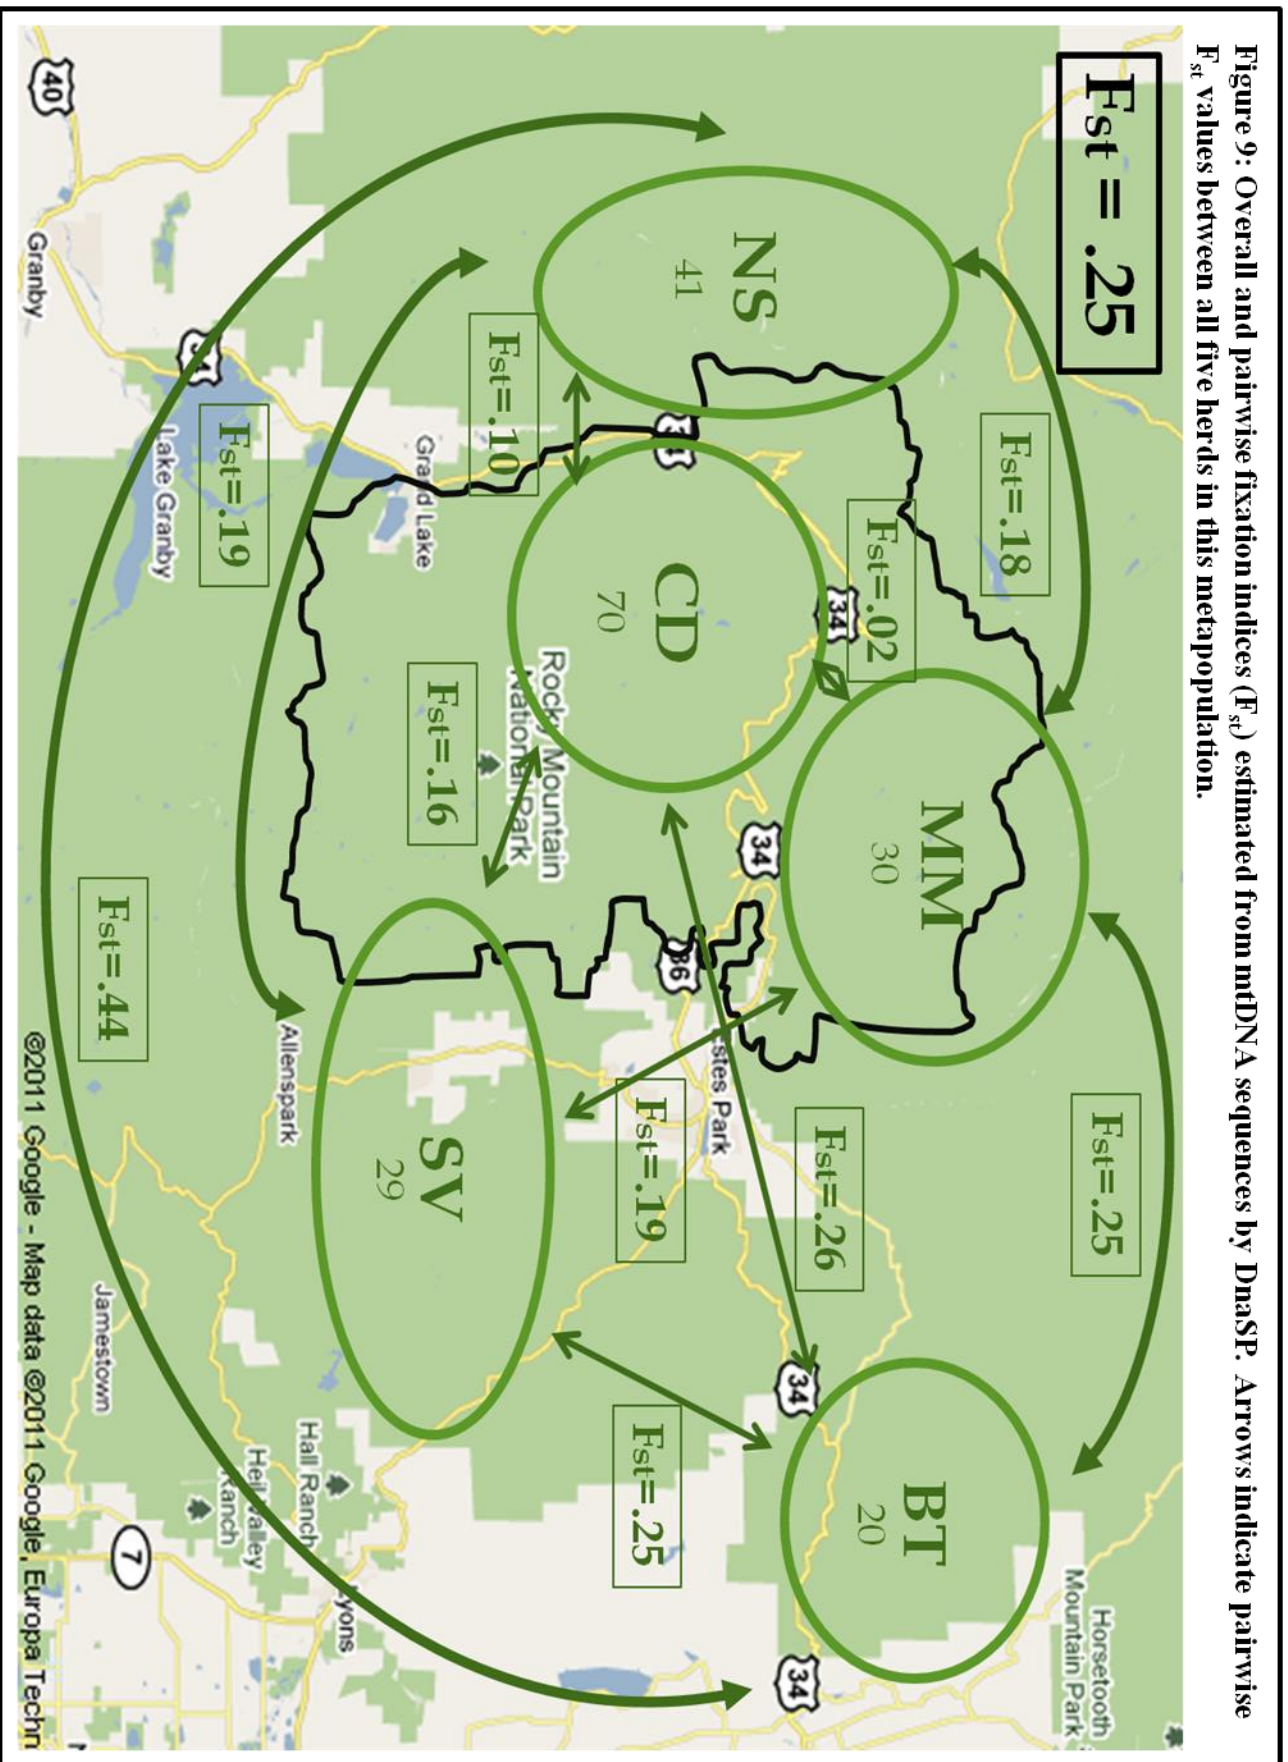 Figure 9: Overall and pairwise fixation indices (Fst) estimated from mtDNA sequences by DnaSP. Arrows indicate pairwise
Fst values between all five herds in this metapopulation.
Fst = .25
Fst=.18
Fst=.25
Horsetooth
Mountain Park
NS
41
MM
30
BT
20
Fst=.02
34
34
34
34
Fst=.26
34
CD
70
36
stes Park
Fst=.19
Fst=.25
Fst=.10
Rocky Mountain
National Park
Fst=.16
Grand Lake
SV
29
Fst=.19
34
Lake Granby
Allenspark
Hall Ranch
Lyons
Heil Valley
Ranch
Fst=.44
Jamestown
7
40
Granby
©2011 Google - Map data ©2011 Google, Europa Techn